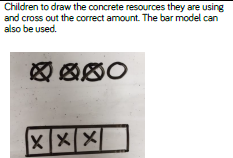 Children to draw the concrete resources they are using
and cross out the correct amount. The bar model can
also be used.